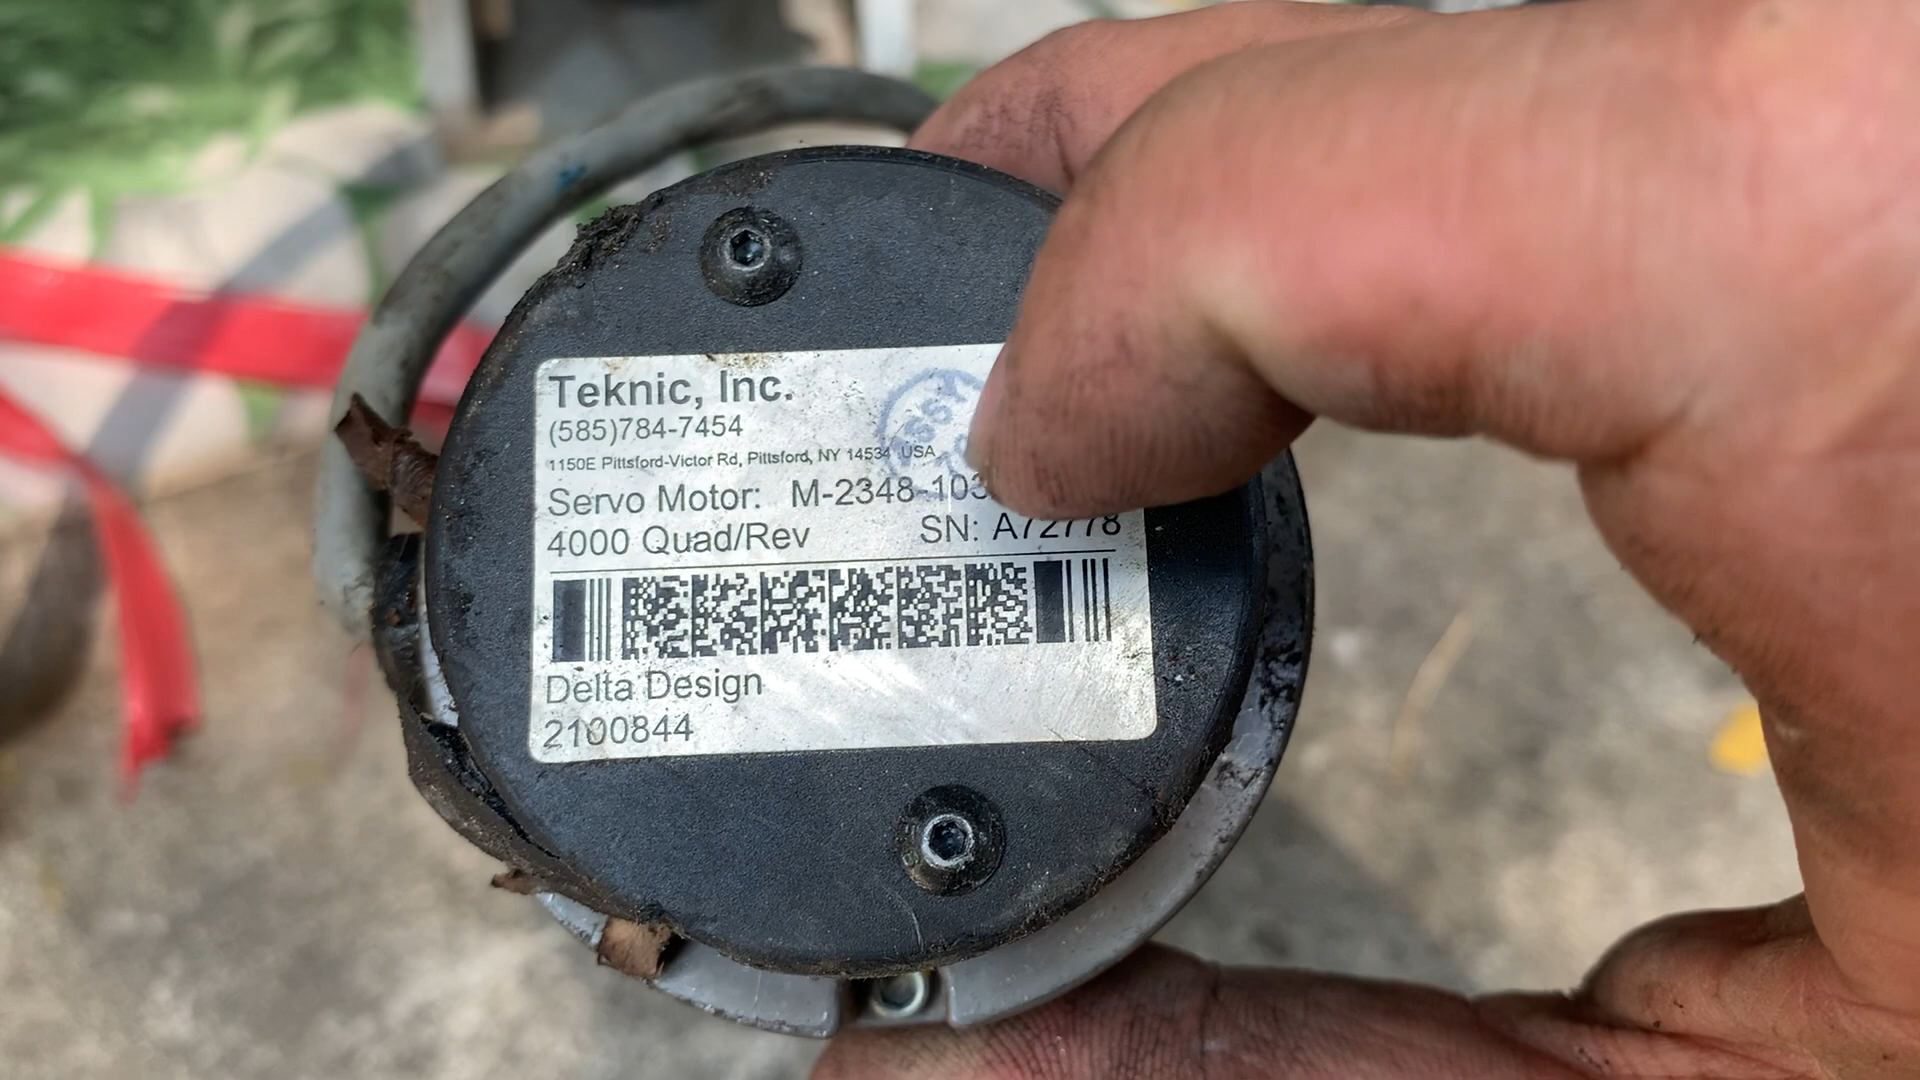 Teknic, Inc.
(585)784-7454
1150E Pittsford-Victor Rd, Pittsford, NY 14534 USA
Servo Motor: M-2348-103
4000 Quad/Rev SN: A72778
Delta Design
2100844